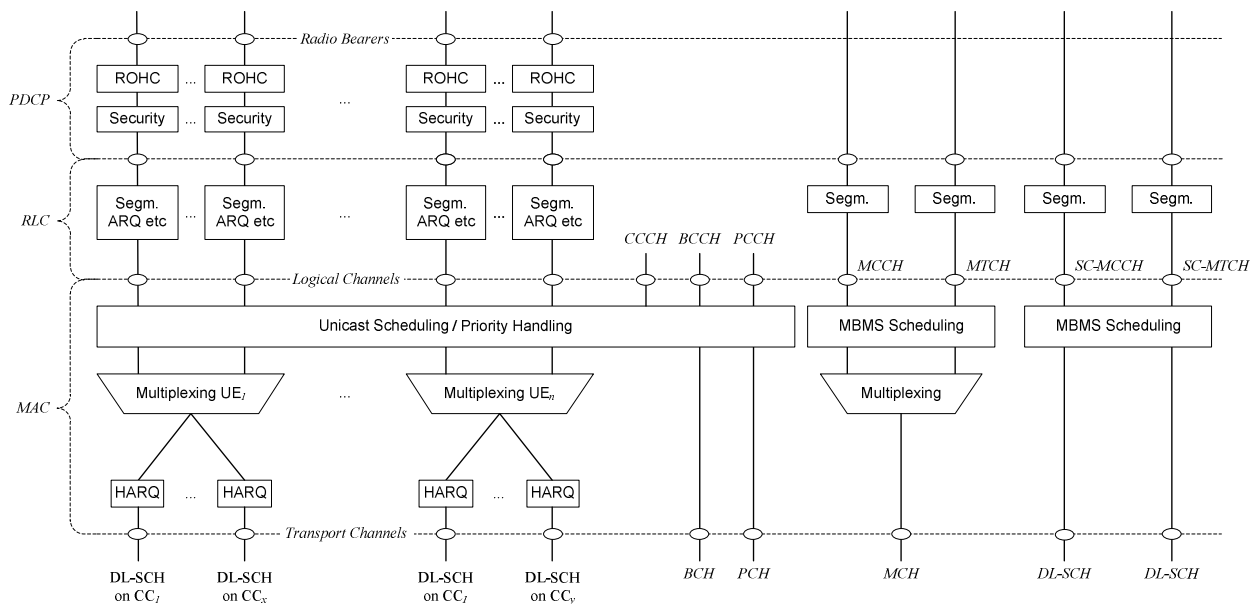 Radio Bearers
ROHC ... ROHC ROHC ... ROHC
PDCP ...
Security ... Security Security ... Security
Segm. ARQ etc ... Segm. ARQ etc ... Segm. ARQ etc ... Segm. ARQ etc Segm. Segm. Segm. Segm.
RLC
CCCH BCCH PCCH
Logical Channels MCCH MTCH SC-MCCH SC-MTCH
Unicast Scheduling / Priority Handling MBMS Scheduling MBMS Scheduling
Multiplexing UE1 ... Multiplexing UEn Multiplexing
MAC
HARQ ... HARQ HARQ ... HARQ
Transport Channels
DL-SCH DL-SCH DL-SCH DL-SCH BCH PCH MCH DL-SCH DL-SCH
on CC1 on CCx on CC1 on CCy